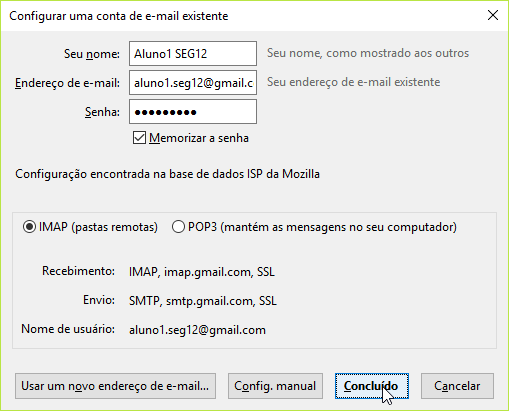 Configurar uma conta de e-mail existente
Seu nome: Aluno1 SEG12 Seu nome, como mostrado aos outros
Endereço de e-mail: aluno1.seg12@gmail.c Seu endereço de e-mail existente
Senha: ●●●●●●●●●
Memorizar a senha
Configuração encontrada na base de dados ISP da Mozilla
IMAP (pastas remotas) POP3 (mantém as mensagens no seu computador)
Recebimento: IMAP, imap.gmail.com, SSL
Envio: SMTP, smtp.gmail.com, SSL
Nome de usuário: aluno1.seg12@gmail.com
Usar um novo endereço de e-mail... Config. manual Concluído Cancelar